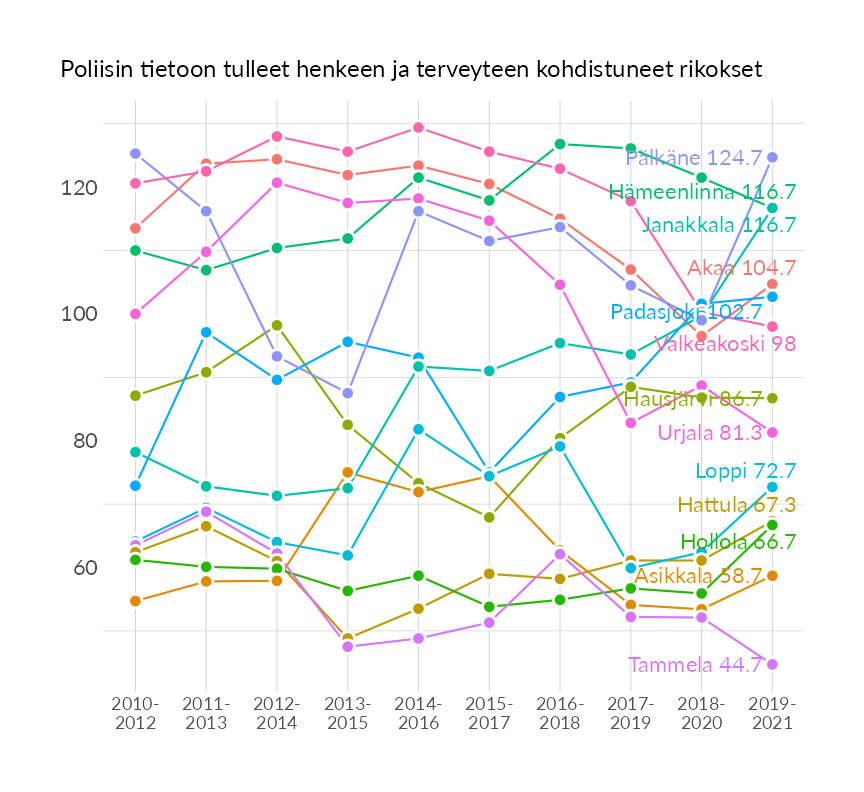 Poliisin tietoon tulleet henkeen ja terveyteen kohdistuneet rikokset
120
100
80
60
Pälkäne 124.7
Hämeenlinna 116.7
Janakkala 116.7
Akaa 104.7
Padasjoki 102.7
Valkeakoski 98
Hausjärvi 86.7
Urjala 81.3
Loppi 72.7
Hattula 67.3
Hollola 66.7
Asikkala 58.7
Tammela 44.7
2010- 2011- 2012- 2013- 2014- 2015- 2016- 2017- 2018- 2019-
2012 2013 2014 2015 2016 2017 2018 2019 2020 2021